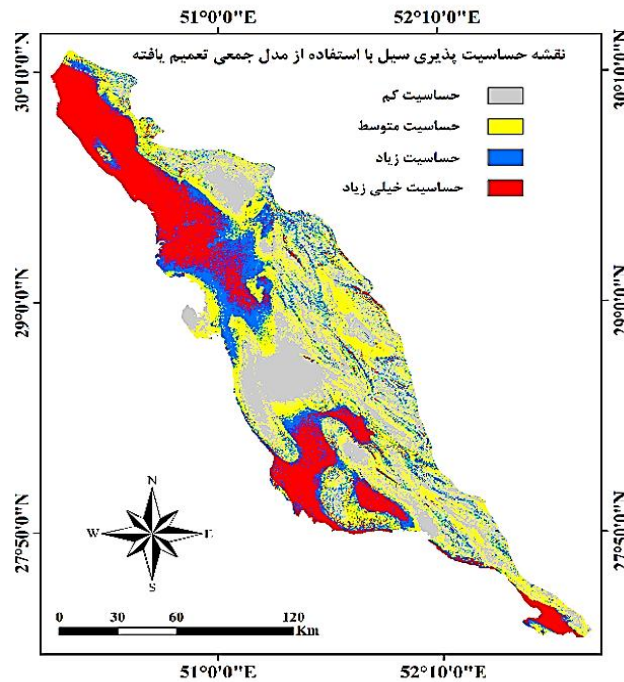 51°0'0"E 52°10'0"E
نقشه حساسیت پذیری سیل با استفاده از مدل جمعی تعمیم یافته
حساسیت کم
حساسیت متوسط
حساسیت زیاد
حساسیت خیلی زیاد
30°10'0"N 30°10'0"N
29°0'0"N 29°0'0"N
27°50'0"N 27°50'0"N
N
W E
S
0 30 60 120
Km
51°0'0"E 52°10'0"E